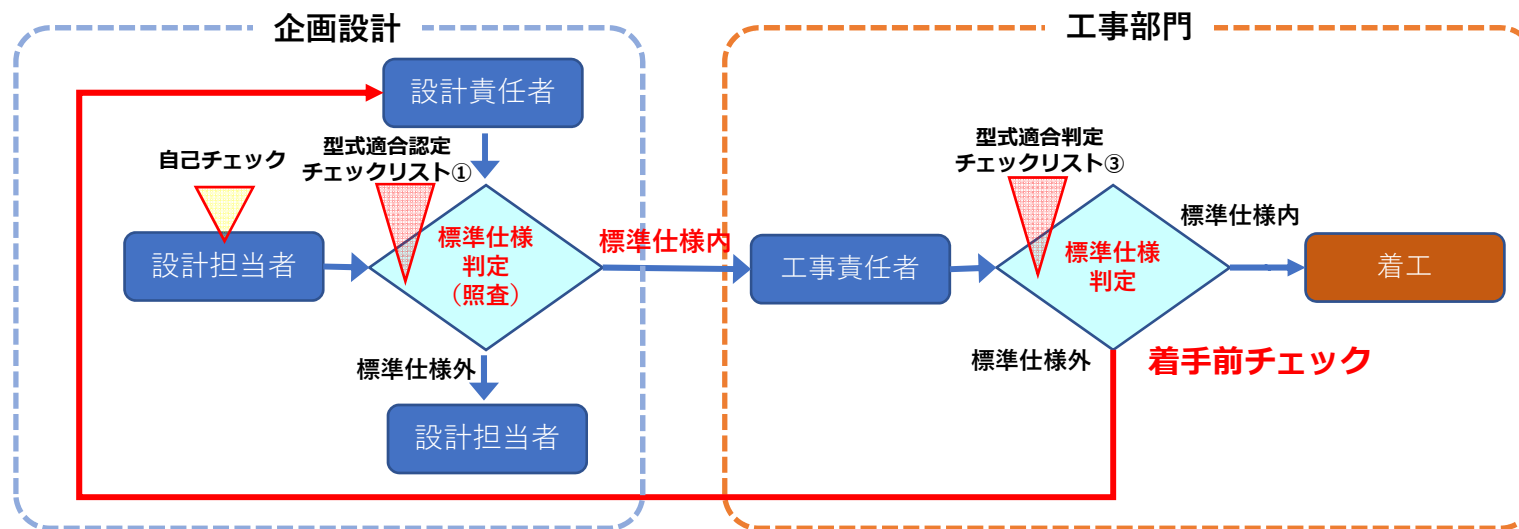 企画設計
工事部門
設計責任者
自己チェック
型式適合認定
チェックリスト①
型式適合判定
チェックリスト③
設計担当者
標準仕様
判定
（照査）
標準仕様内
工事責任者
標準仕様
判定
標準仕様内
着工
標準仕様外
設計担当者
標準仕様外
着手前チェック